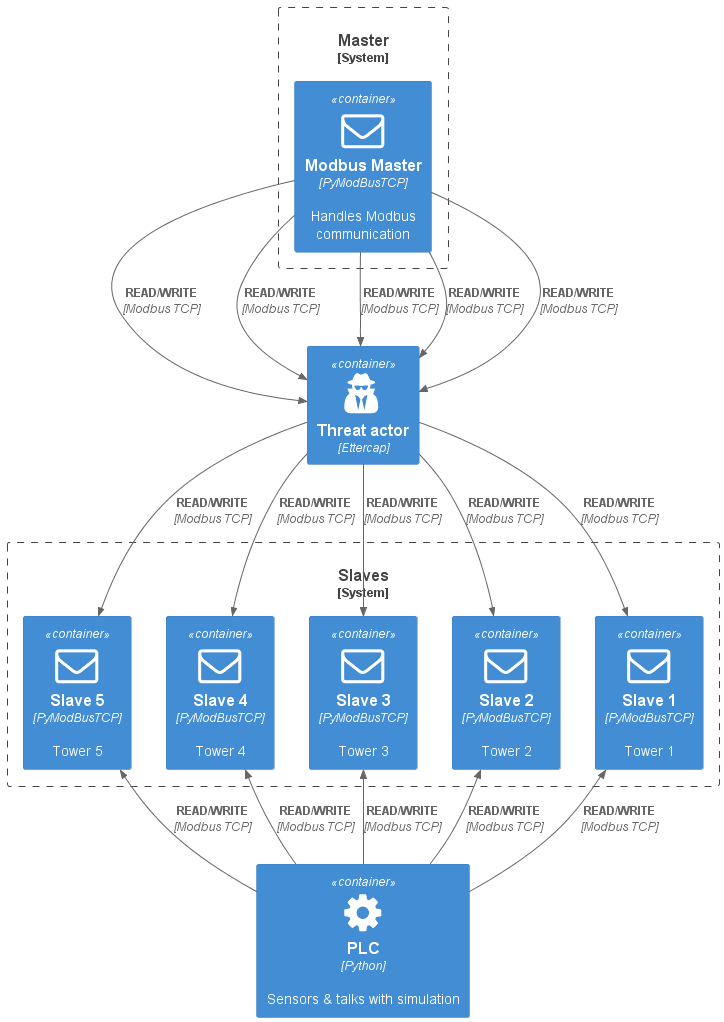 Master
[System]
«container»
Modbus Master
[PyModBusTCP]
Handles Modbus
communication
READ/WRITE READ/WRITE READ/WRITE READ/WRITE READ/WRITE
[Modbus TCP] [Modbus TCP] [Modbus TCP] [Modbus TCP] [Modbus TCP]
«container»
Threat actor
[Ettercap]
READ/WRITE READ/WRITE READ/WRITE READ/WRITE READ/WRITE
[Modbus TCP] [Modbus TCP] [Modbus TCP] [Modbus TCP] [Modbus TCP]
Slaves
[System]
«container» «container» «container» «container» «container»
Slave 5 Slave 4 Slave 3 Slave 2 Slave 1
[PyModBusTCP] [PyModBusTCP] [PyModBusTCP] [PyModBusTCP] [PyModBusTCP]
Tower 5 Tower 4 Tower 3 Tower 2 Tower 1
READ/WRITE READ/WRITE READ/WRITE READ/WRITE READ/WRITE
[Modbus TCP] [Modbus TCP] [Modbus TCP] [Modbus TCP] [Modbus TCP]
«container»
PLC
[Python]
Sensors & talks with simulation